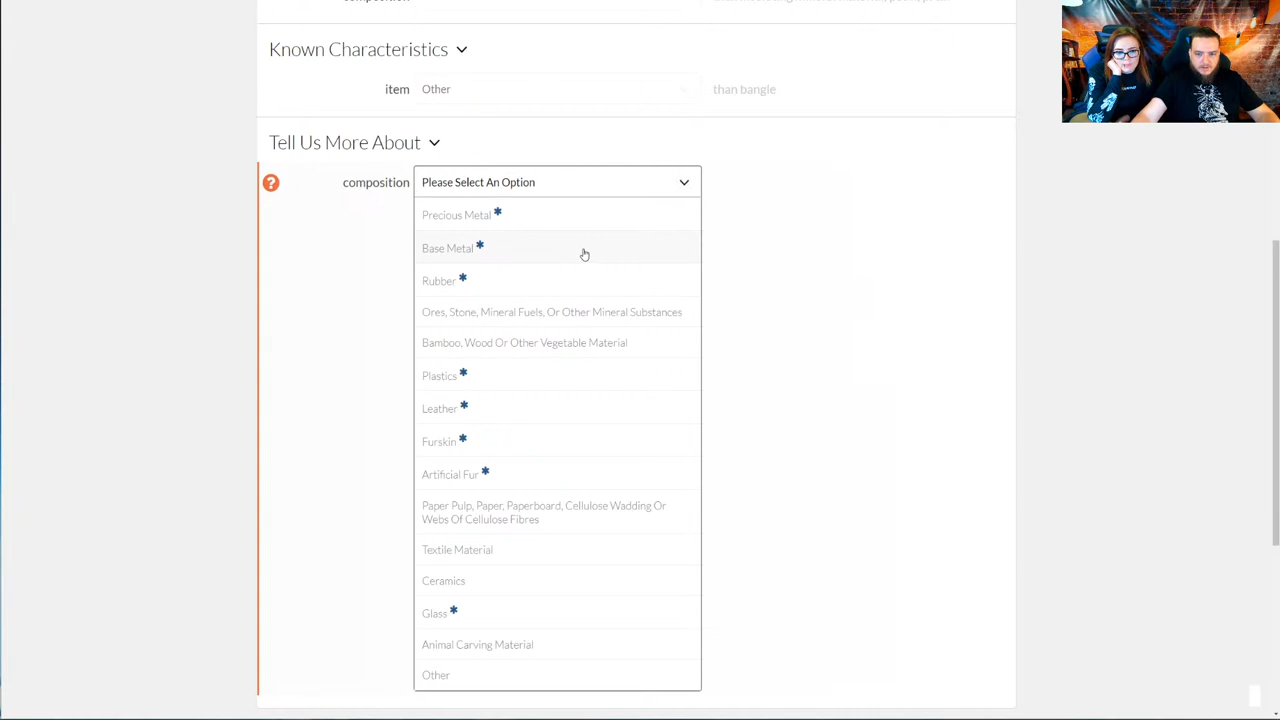 composition
Known Characteristics
item Other than bangle
Tell Us More About
? composition Please Select An Option
Precious Metal *
Base Metal *
Rubber *
Ores, Stone, Mineral Fuels, Or Other Mineral Substances
Bamboo, Wood Or Other Vegetable Material
Plastics *
Leather *
Furskin *
Artificial Fur *
Paper Pulp, Paper, Paperboard, Cellulose Wadding Or
Webs Of Cellulose Fibres
Textile Material
Ceramics
Glass *
Animal Carving Material
Other